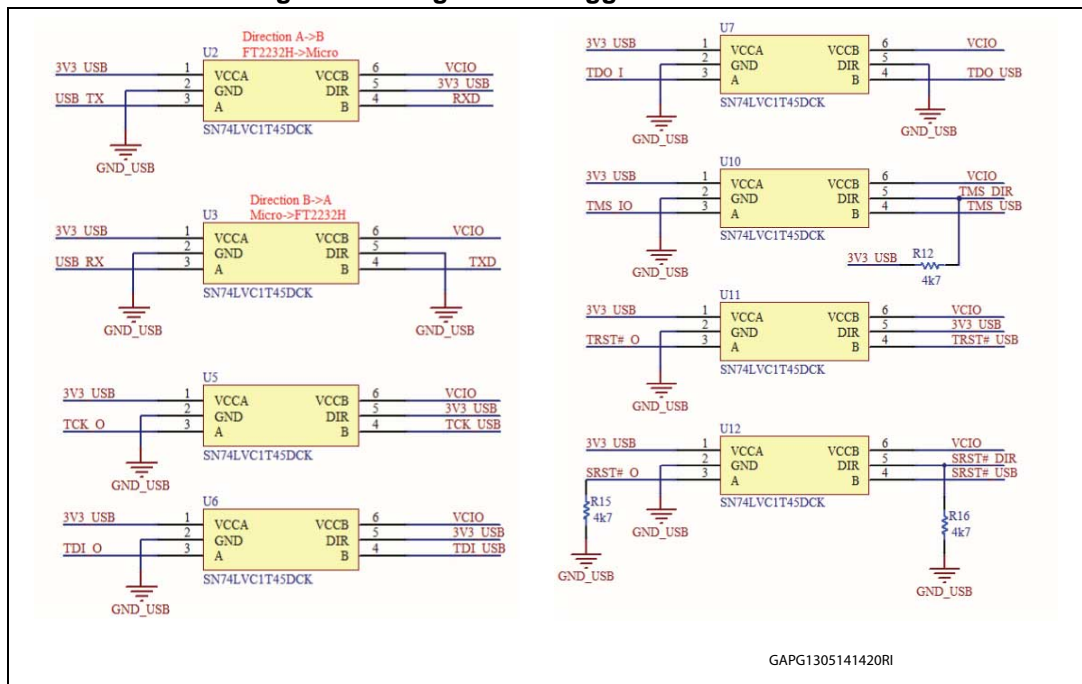 Direction A->B
U2 FT2232H->Micro
3V3_USB 1 VCCA VCCB 6 VCIO
2 GND DIR 5 3V3_USB
USB_TX 3 A B 4 RXD
SN74LVC1T45DCK
GND_USB
Direction B->A
U3 Micro->FT2232H
3V3_USB 1 VCCA VCCB 6 VCIO
2 GND DIR 5
USB_RX 3 A B 4 TXD
SN74LVC1T45DCK
GND_USB GND_USB
U5
3V3_USB 1 VCCA VCCB 6 VCIO
2 GND DIR 5 3V3_USB
TCK_O 3 A B 4 TCK_USB
SN74LVC1T45DCK
GND_USB
U6
3V3_USB 1 VCCA VCCB 6 VCIO
2 GND DIR 5 3V3_USB
TDI_O 3 A B 4 TDI_USB
SN74LVC1T45DCK
GND_USB
U7
3V3_USB 1 VCCA VCCB 6 VCIO
2 GND DIR 5
TDO_I 3 A B 4 TDO_USB
SN74LVC1T45DCK
GND_USB GND_USB
U10
3V3_USB 1 VCCA VCCB 6 VCIO
2 GND DIR 5 TMS_DIR
TMS_IO 3 A B 4 TMS_USB
SN74LVC1T45DCK
GND_USB
3V3_USB R12
4k7
U11
3V3_USB 1 VCCA VCCB 6 VCIO
2 GND DIR 5 3V3_USB
TRST#_O 3 A B 4 TRST#_USB
SN74LVC1T45DCK
GND_USB
U12
3V3_USB 1 VCCA VCCB 6 VCIO
2 GND DIR 5 SRST#_DIR
SRST#_O 3 A B 4 SRST#_USB
SN74LVC1T45DCK
R15
4k7
GND_USB
R16
4k7
GND_USB
GND_USB
GAPG1305141420RI